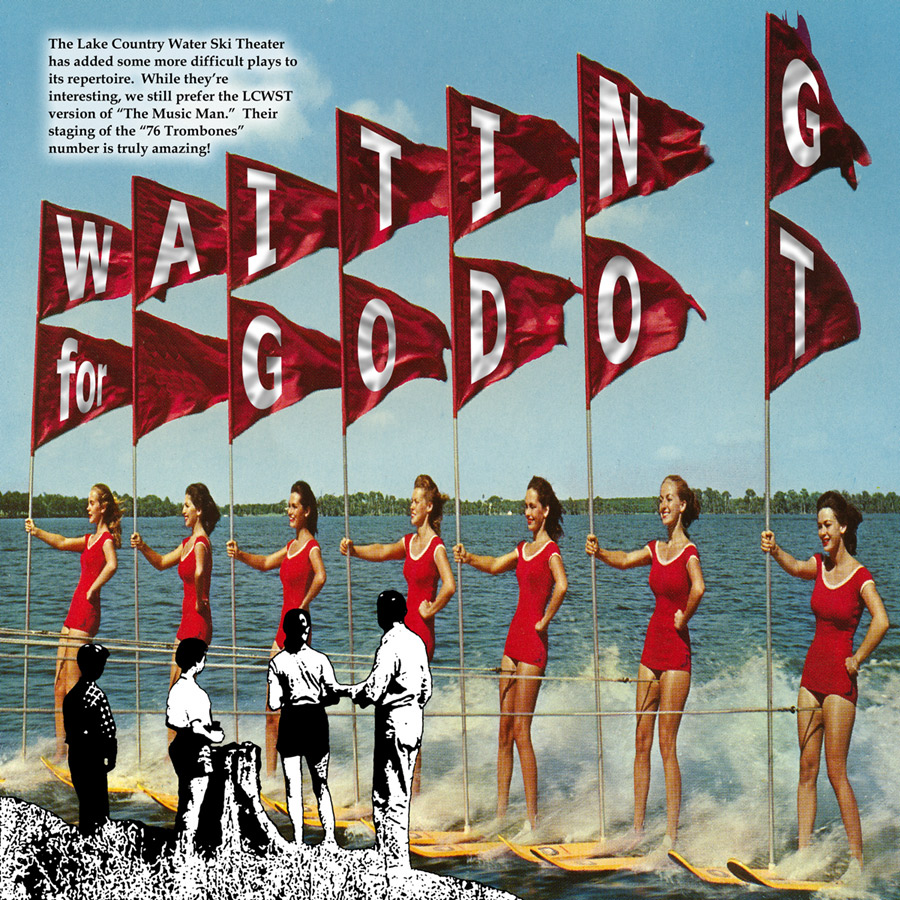 The Lake Country Water Ski Theater
has added some more difficult plays to
its repertoire.  While they’re
interesting, we still prefer the LCWST
version of “The Music Man.”  Their
staging of the “76 Trombones”
number is truly amazing!
WAITING
for GODOT